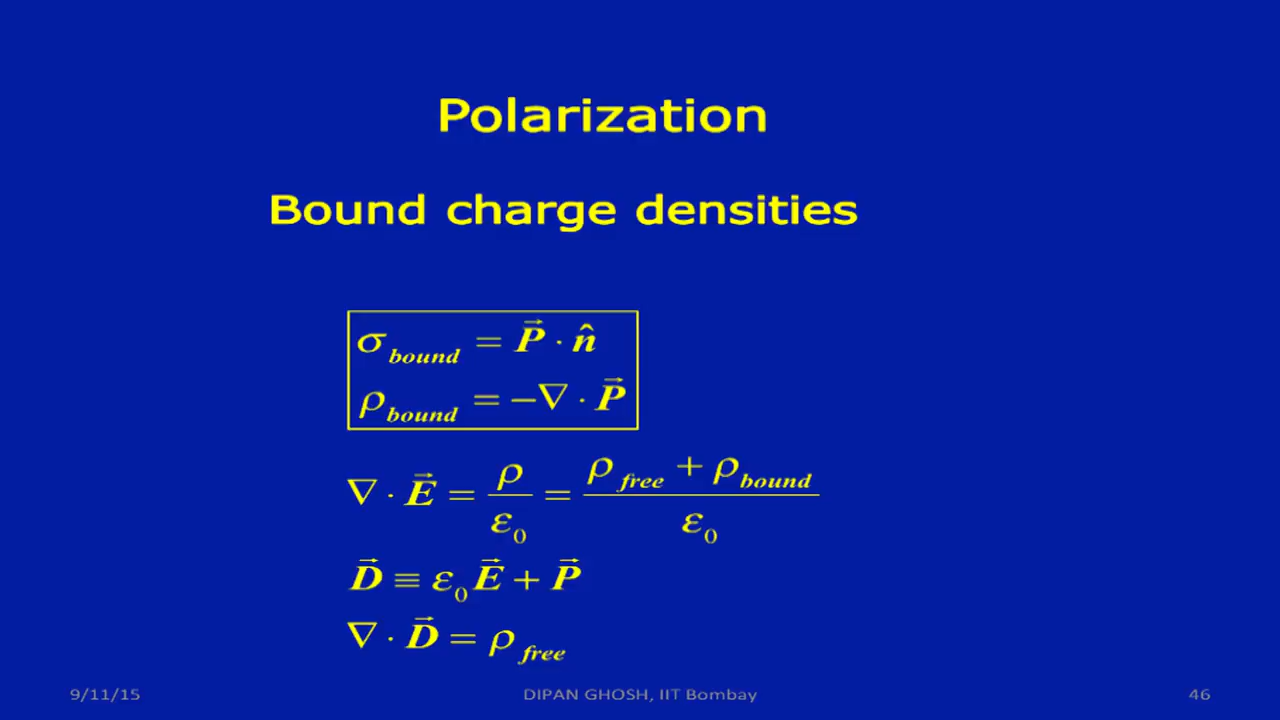 Polarization
Bound charge densities
σ_bound = P⃗ · n̂
ρ_bound = −∇ · P⃗
∇ · E⃗ = ρ/ε₀ = (ρ_free + ρ_bound)/ε₀
D⃗ ≡ ε₀E⃗ + P⃗
∇ · D⃗ = ρ_free
9/11/15 DIPAN GHOSH, IIT Bombay 46